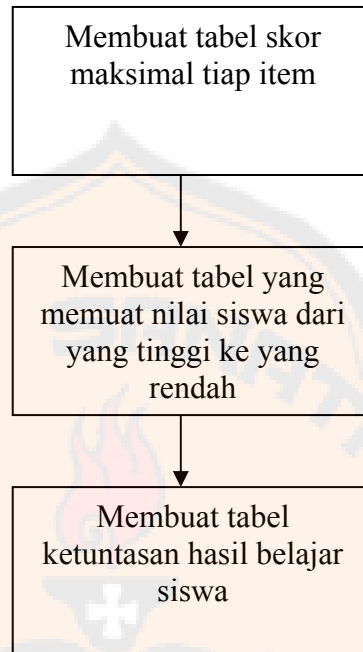 Membuat tabel skor
maksimal tiap item
Membuat tabel yang
memuat nilai siswa dari
yang tinggi ke yang
rendah
Membuat tabel
ketuntasan hasil belajar
siswa